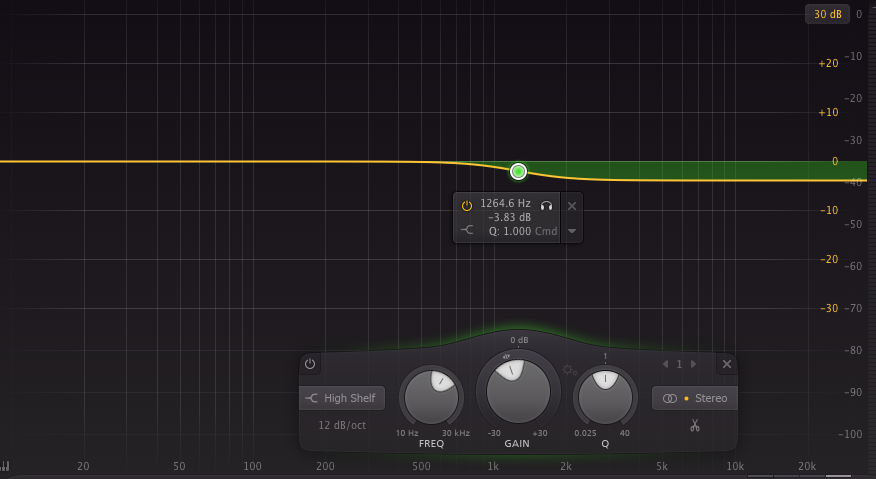 30 dB
0
-10
+20
-20
+10
-30
0
-40
1264.6 Hz
-3.83 dB
Q: 1.000 Cmd
-10
-50
-20
-60
-30
-70
0 dB
-80
1
1
High Shelf
Stereo
-90
12 dB/oct
10 Hz
30 kHz
-30
+30
0.025
40
-100
FREQ
GAIN
Q
20
50
100
200
500
1k
2k
5k
10k
20k